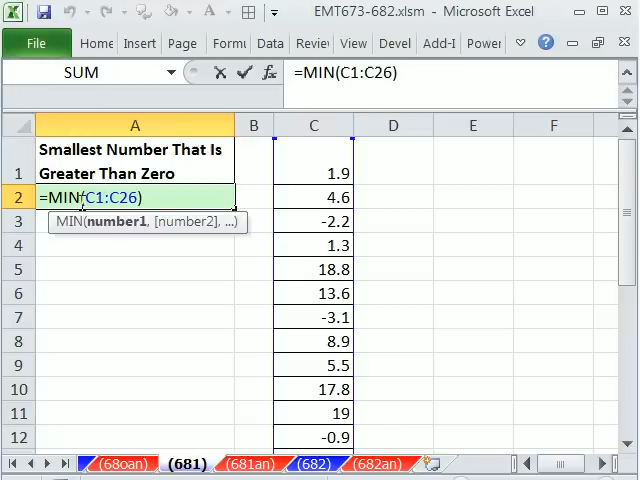 EMT673-682.xlsm - Microsoft Excel
File Home Insert Page Formu Data Review View Devel Add-I Power
SUM =MIN(C1:C26)
A B C D E F
Smallest Number That Is
1 Greater Than Zero 1.9
2 =MIN(C1:C26) 4.6
3 MIN(number1, [number2], ...) -2.2
4 1.3
5 18.8
6 13.6
7 -3.1
8 8.9
9 5.5
10 17.8
11 19
12 -0.9
(680an) (681) (681an) (682) (682an)